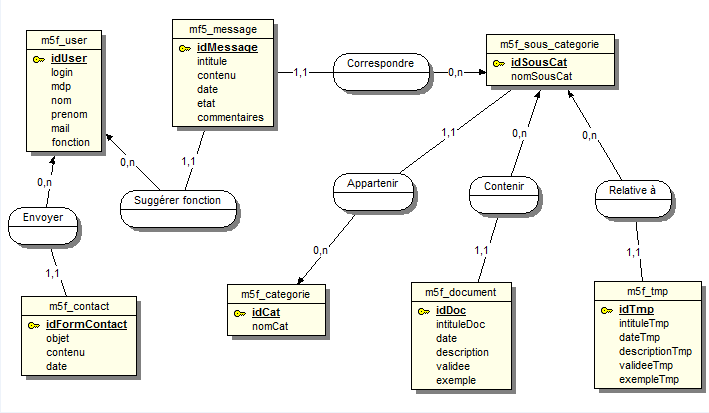 m5f_user
idUser
login
mdp
nom
prenom
mail
fonction
mf5_message
idMessage
intitule
contenu
date
etat
commentaires
1,1
Correspondre
0,n
m5f_sous_categorie
idSousCat
nomSousCat
0,n
0,n
1,1
1,1
0,n
0,n
Envoyer
Suggérer fonction
Appartenir
Contenir
Relative à
1,1
0,n
1,1
1,1
m5f_contact
idFormContact
objet
contenu
date
m5f_categorie
idCat
nomCat
m5f_document
idDoc
intituleDoc
date
description
validee
exemple
m5f_tmp
idTmp
intituleTmp
dateTmp
descriptionTmp
valideeTmp
exempleTmp